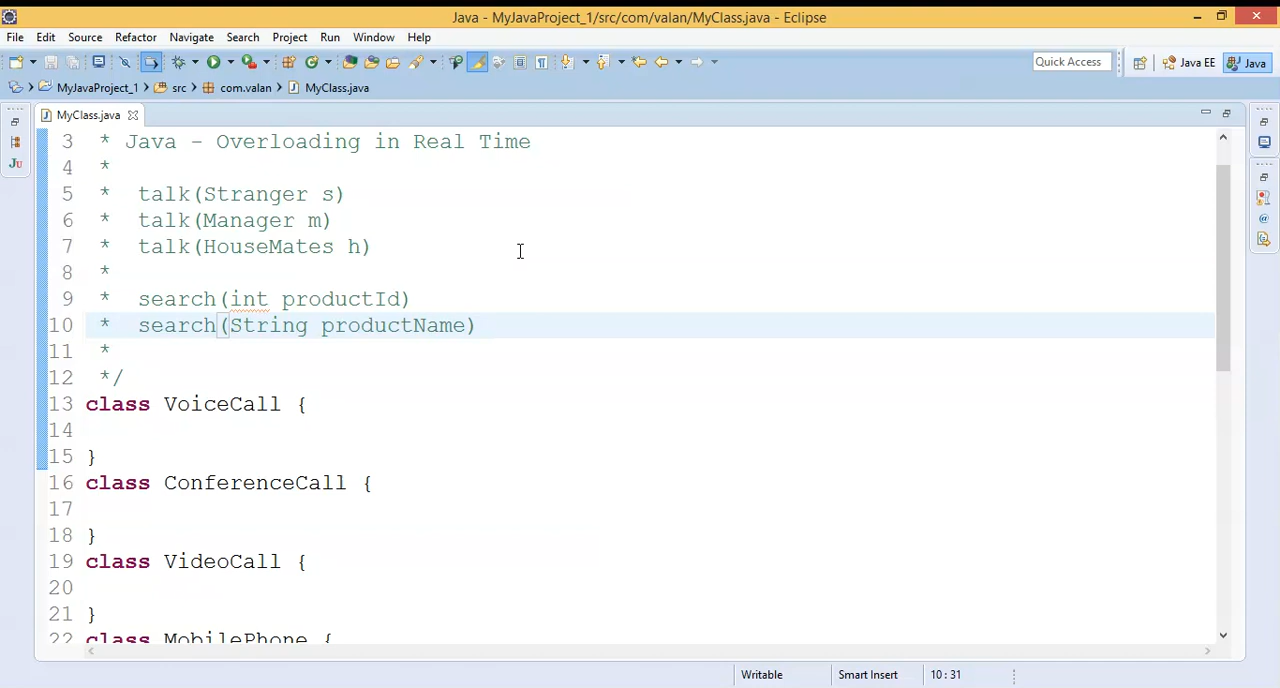 Java - MyJavaProject_1/src/com/valan/MyClass.java - Eclipse
File Edit Source Refactor Navigate Search Project Run Window Help
Quick Access Java EE Java
MyJavaProject_1 src com.valan MyClass.java
MyClass.java
3 * Java - Overloading in Real Time
4 *
5 * talk(Stranger s)
6 * talk(Manager m)
7 * talk(HouseMates h)
8 *
9 * search(int productId)
10 * search(String productName)
11 *
12 */
13 class VoiceCall {
14
15 }
16 class ConferenceCall {
17
18 }
19 class VideoCall {
20
21 }
22 class MobilePhone {
Writable Smart Insert 10 : 31